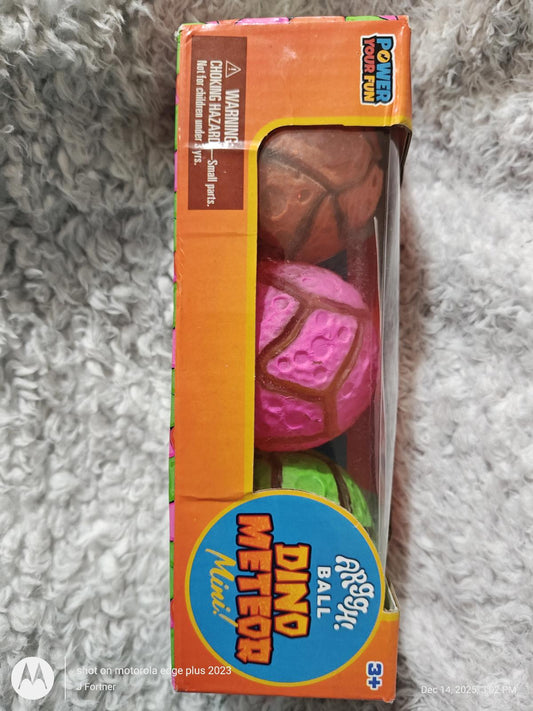 POWER
YOUR FUN
⚠ WARNING:
CHOKING HAZARD—Small parts.
Not for children under 3 yrs.
ARGGH!
BALL
DINO
METEOR
Mini!
3+
shot on motorola edge plus 2023
J Fortner
Dec 14, 2025, 3:02 PM